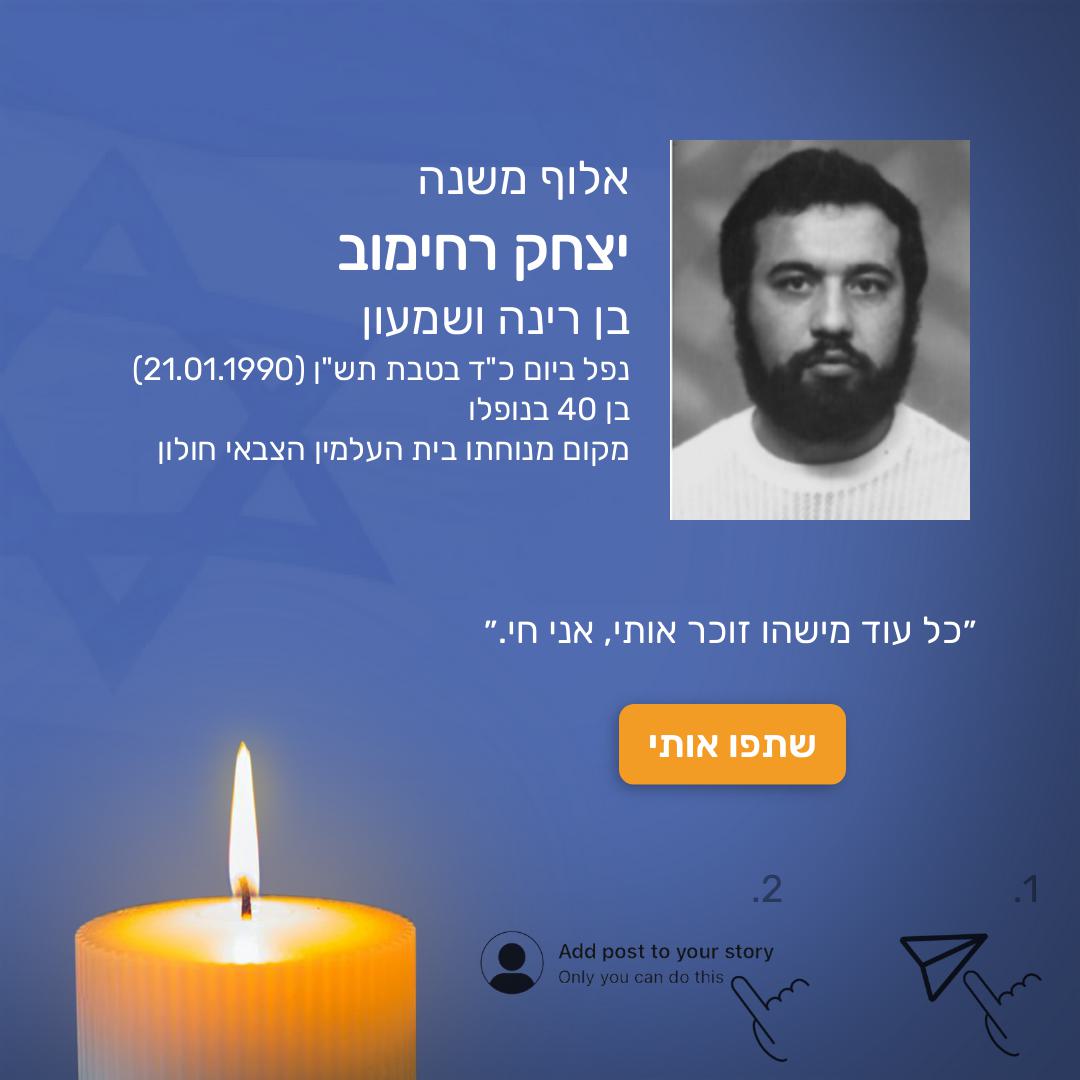 אלוף משנה
יצחק רחימוב
בן רינה ושמעון
נפל ביום כ"ד בטבת תש"ן (21.01.1990)
בן 40 בנופלו
מקום מנוחתו בית העלמין הצבאי חולון
״כל עוד מישהו זוכר אותי, אני חי.״
שתפו אותי
.1
.2
Add post to your story
Only you can do this